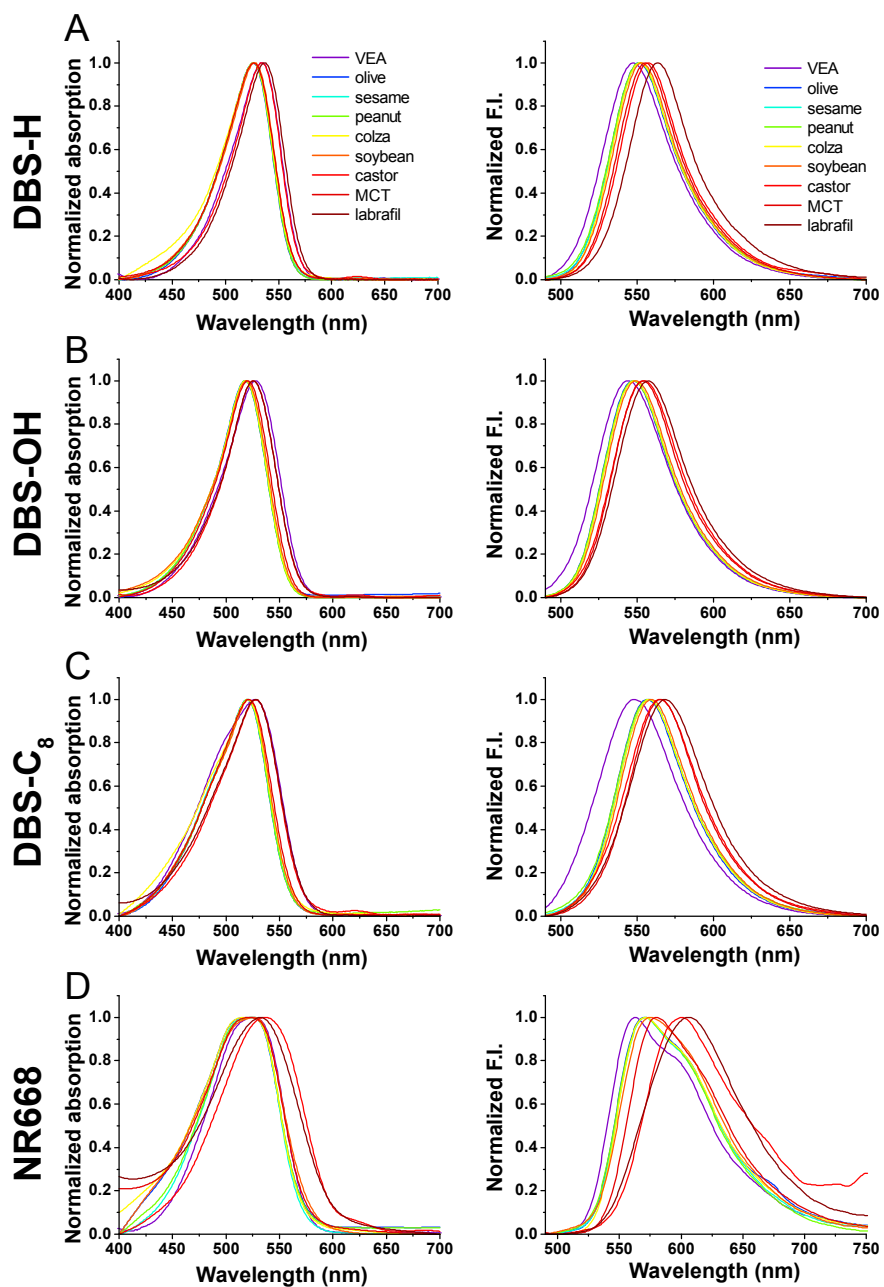 A
DBS-H
Normalized absorption
1.0
0.8
0.6
0.4
0.2
0.0
400 450 500 550 600 650 700
Wavelength (nm)
VEA
olive
sesame
peanut
colza
soybean
castor
MCT
labrafil
Normalized F.I.
1.0
0.8
0.6
0.4
0.2
0.0
500 550 600 650 700
Wavelength (nm)
VEA
olive
sesame
peanut
colza
soybean
castor
MCT
labrafil
B
DBS-OH
Normalized absorption
1.0
0.8
0.6
0.4
0.2
0.0
400 450 500 550 600 650 700
Wavelength (nm)
Normalized F.I.
1.0
0.8
0.6
0.4
0.2
0.0
500 550 600 650 700
Wavelength (nm)
C
DBS-C8
Normalized absorption
1.0
0.8
0.6
0.4
0.2
0.0
400 450 500 550 600 650 700
Wavelength (nm)
Normalized F.I.
1.0
0.8
0.6
0.4
0.2
0.0
500 550 600 650 700
Wavelength (nm)
D
NR668
Normalized absorption
1.0
0.8
0.6
0.4
0.2
0.0
400 450 500 550 600 650 700
Wavelength (nm)
Normalized F.I.
1.0
0.8
0.6
0.4
0.2
0.0
500 550 600 650 700 750
Wavelength (nm)